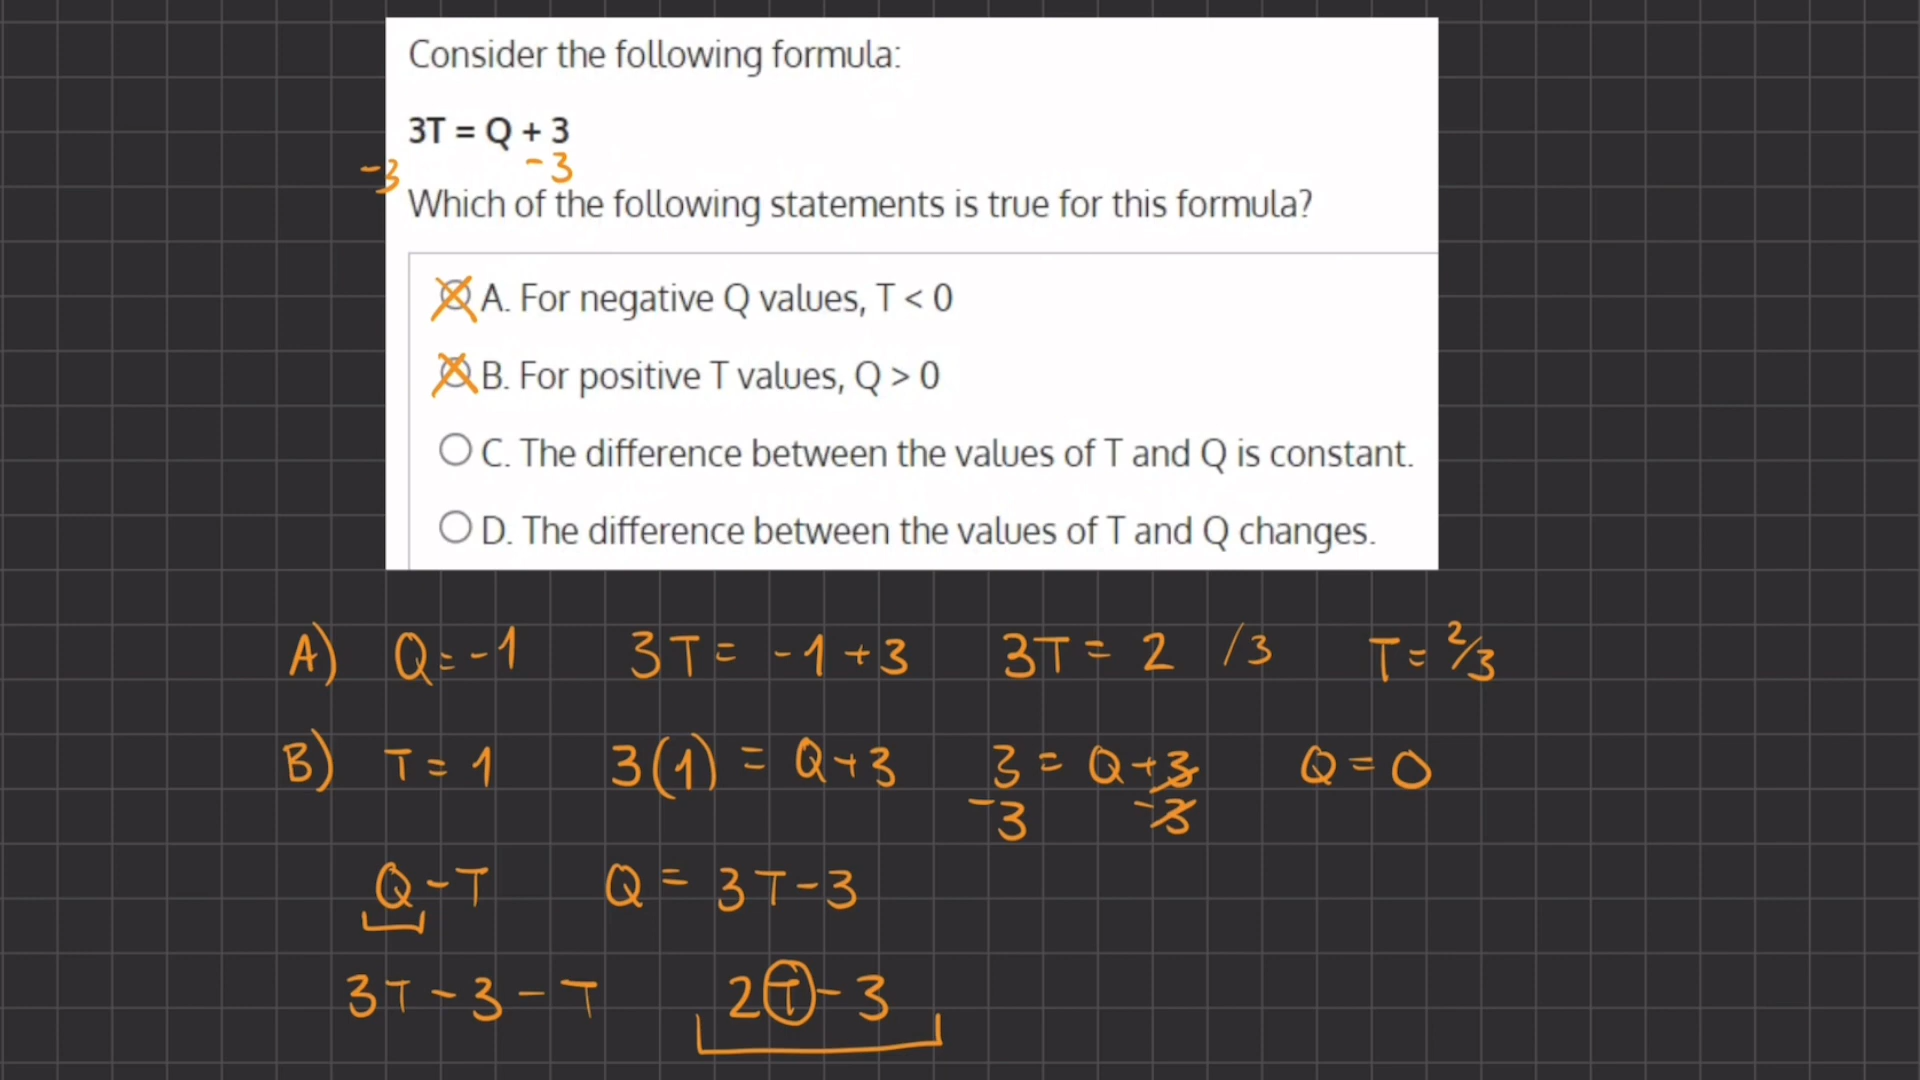 Consider the following formula:
3T = Q + 3
-3 -3
Which of the following statements is true for this formula?
A. For negative Q values, T < 0
B. For positive T values, Q > 0
C. The difference between the values of T and Q is constant.
D. The difference between the values of T and Q changes.
A) Q=-1 3T= -1+3 3T= 2 /3 T= 2/3
B) T=1 3(1) = Q+3 3 = Q+3 Q=0
-3 -3
Q-T Q= 3T-3
3T-3-T 2T-3